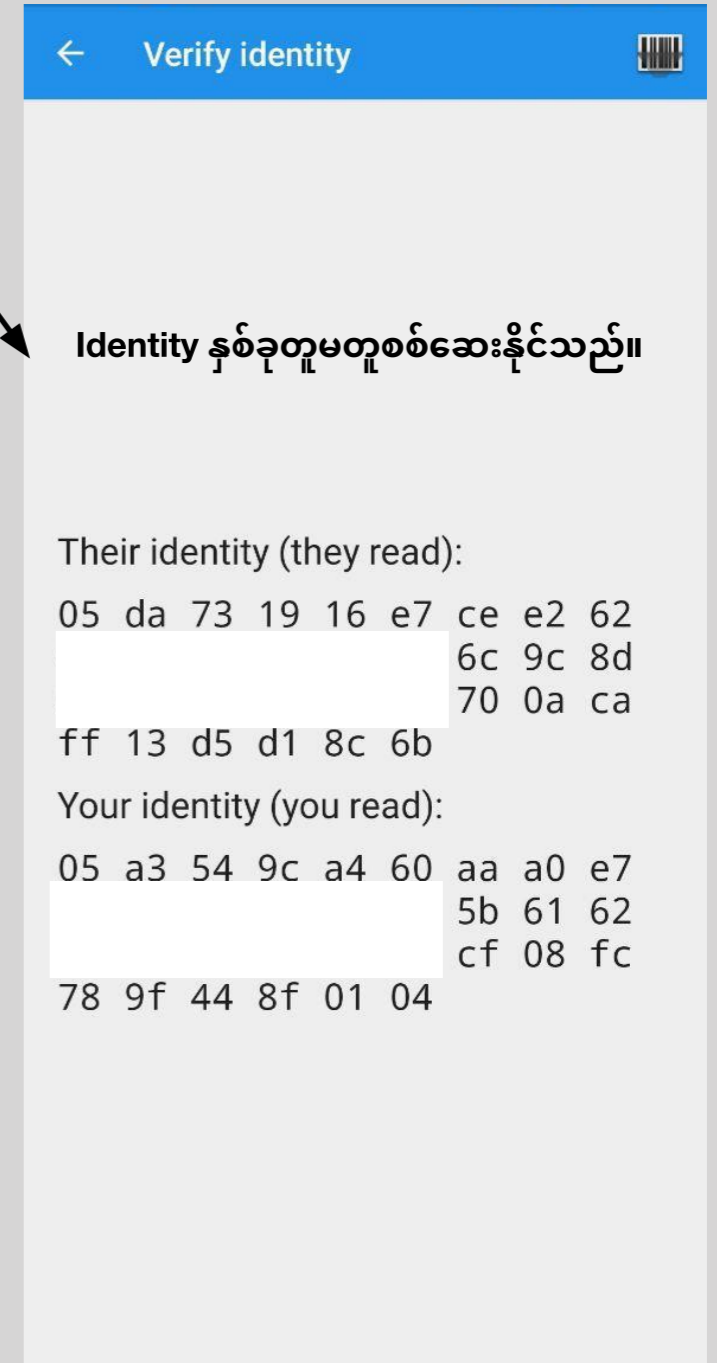 Verify identity
Identity နှစ်ခုတူမတူစစ်ဆေးနိုင်သည်။
Their identity (they read):
05 da 73 19 16 e7 ce e2 62
6c 9c 8d
70 0a ca
ff 13 d5 d1 8c 6b
Your identity (you read):
05 a3 54 9c a4 60 aa a0 e7
5b 61 62
cf 08 fc
78 9f 44 8f 01 04